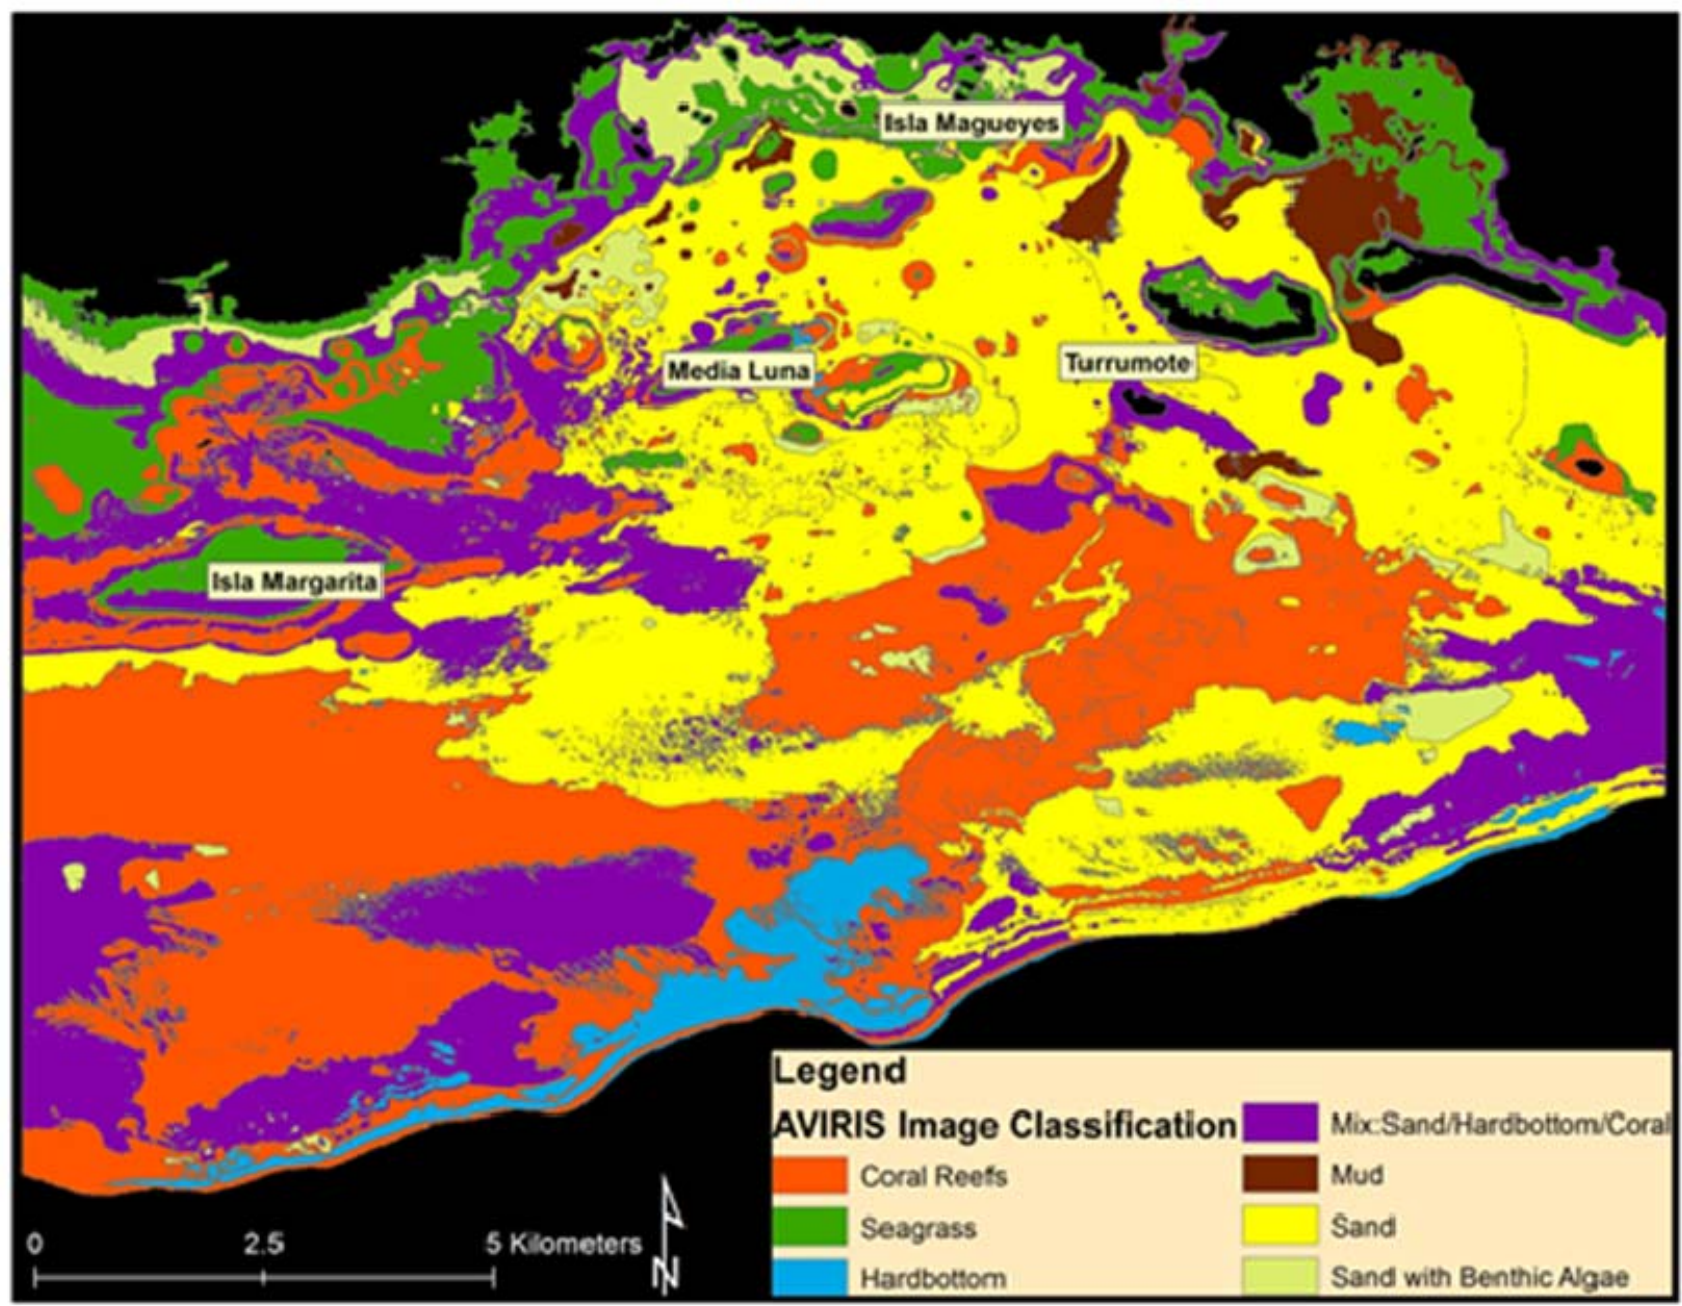 Isla Magueyes
Media Luna
Turrumote
Isla Margarita
Legend
AVIRIS Image Classification
Coral Reefs
Seagrass
Hardbottom
Mix:Sand/Hardbottom/Coral
Mud
Sand
Sand with Benthic Algae
0 2.5 5 Kilometers
N